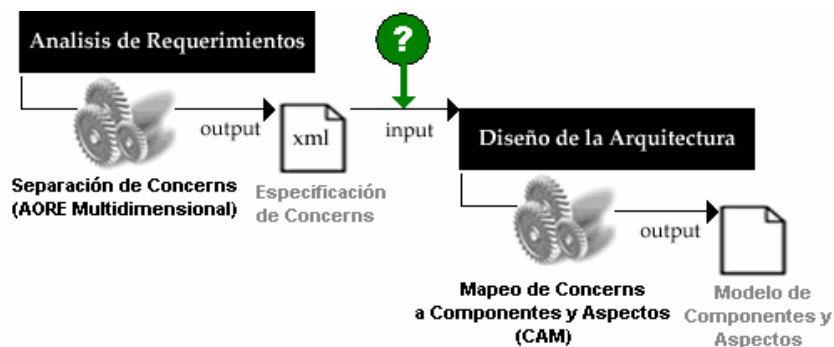 Analisis de Requerimientos
?
output
xml
input
Separación de Concerns
(AORE Multidimensional)
Especificación
de Concerns
Diseño de la Arquitectura
output
Mapeo de Concerns
a Componentes y Aspectos
(CAM)
Modelo de
Componentes y
Aspectos